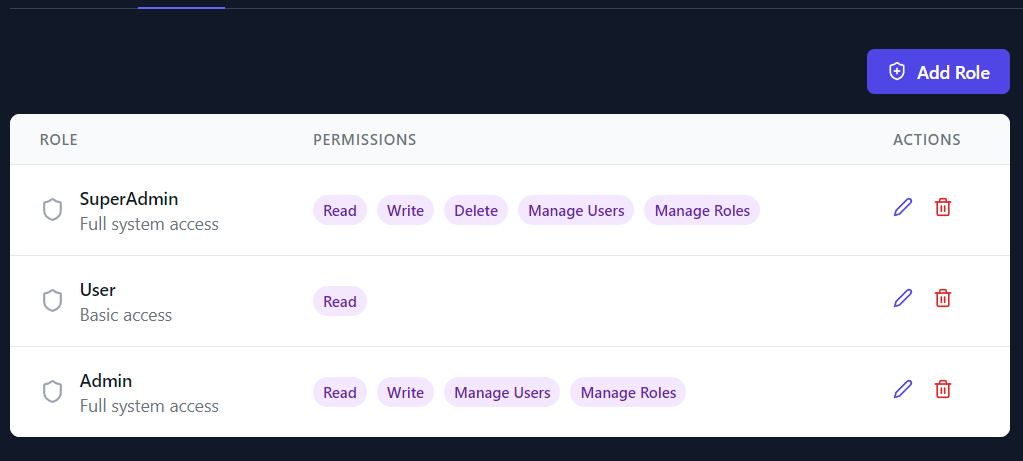 Add Role
ROLE PERMISSIONS ACTIONS
SuperAdmin
Full system access
Read Write Delete Manage Users Manage Roles
User
Basic access
Read
Admin
Full system access
Read Write Manage Users Manage Roles